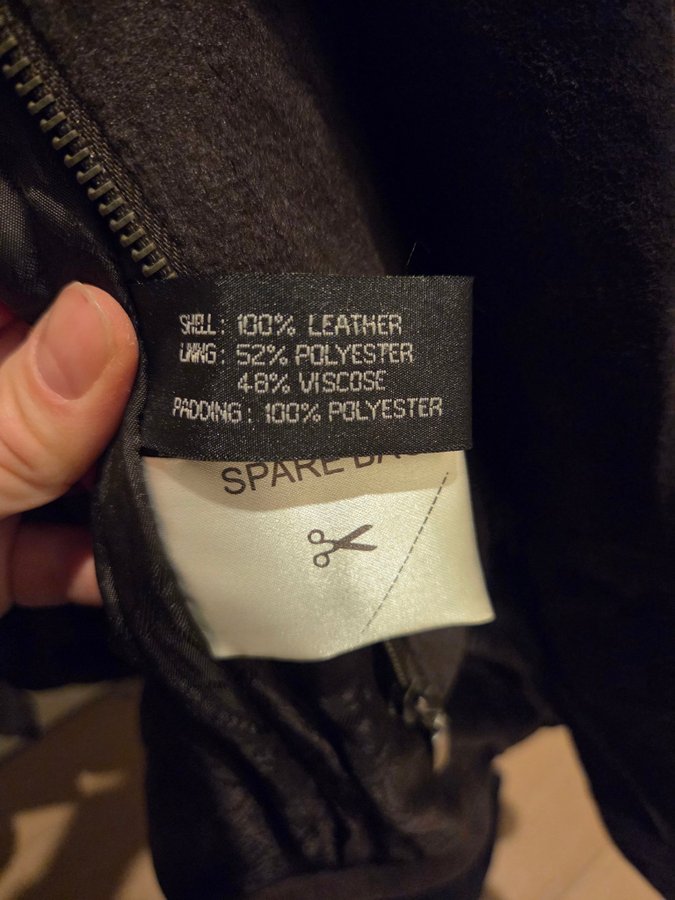 SHELL: 100% LEATHER
LINING: 52% POLYESTER
48% VISCOSE
PADDING: 100% POLYESTER
SPARE